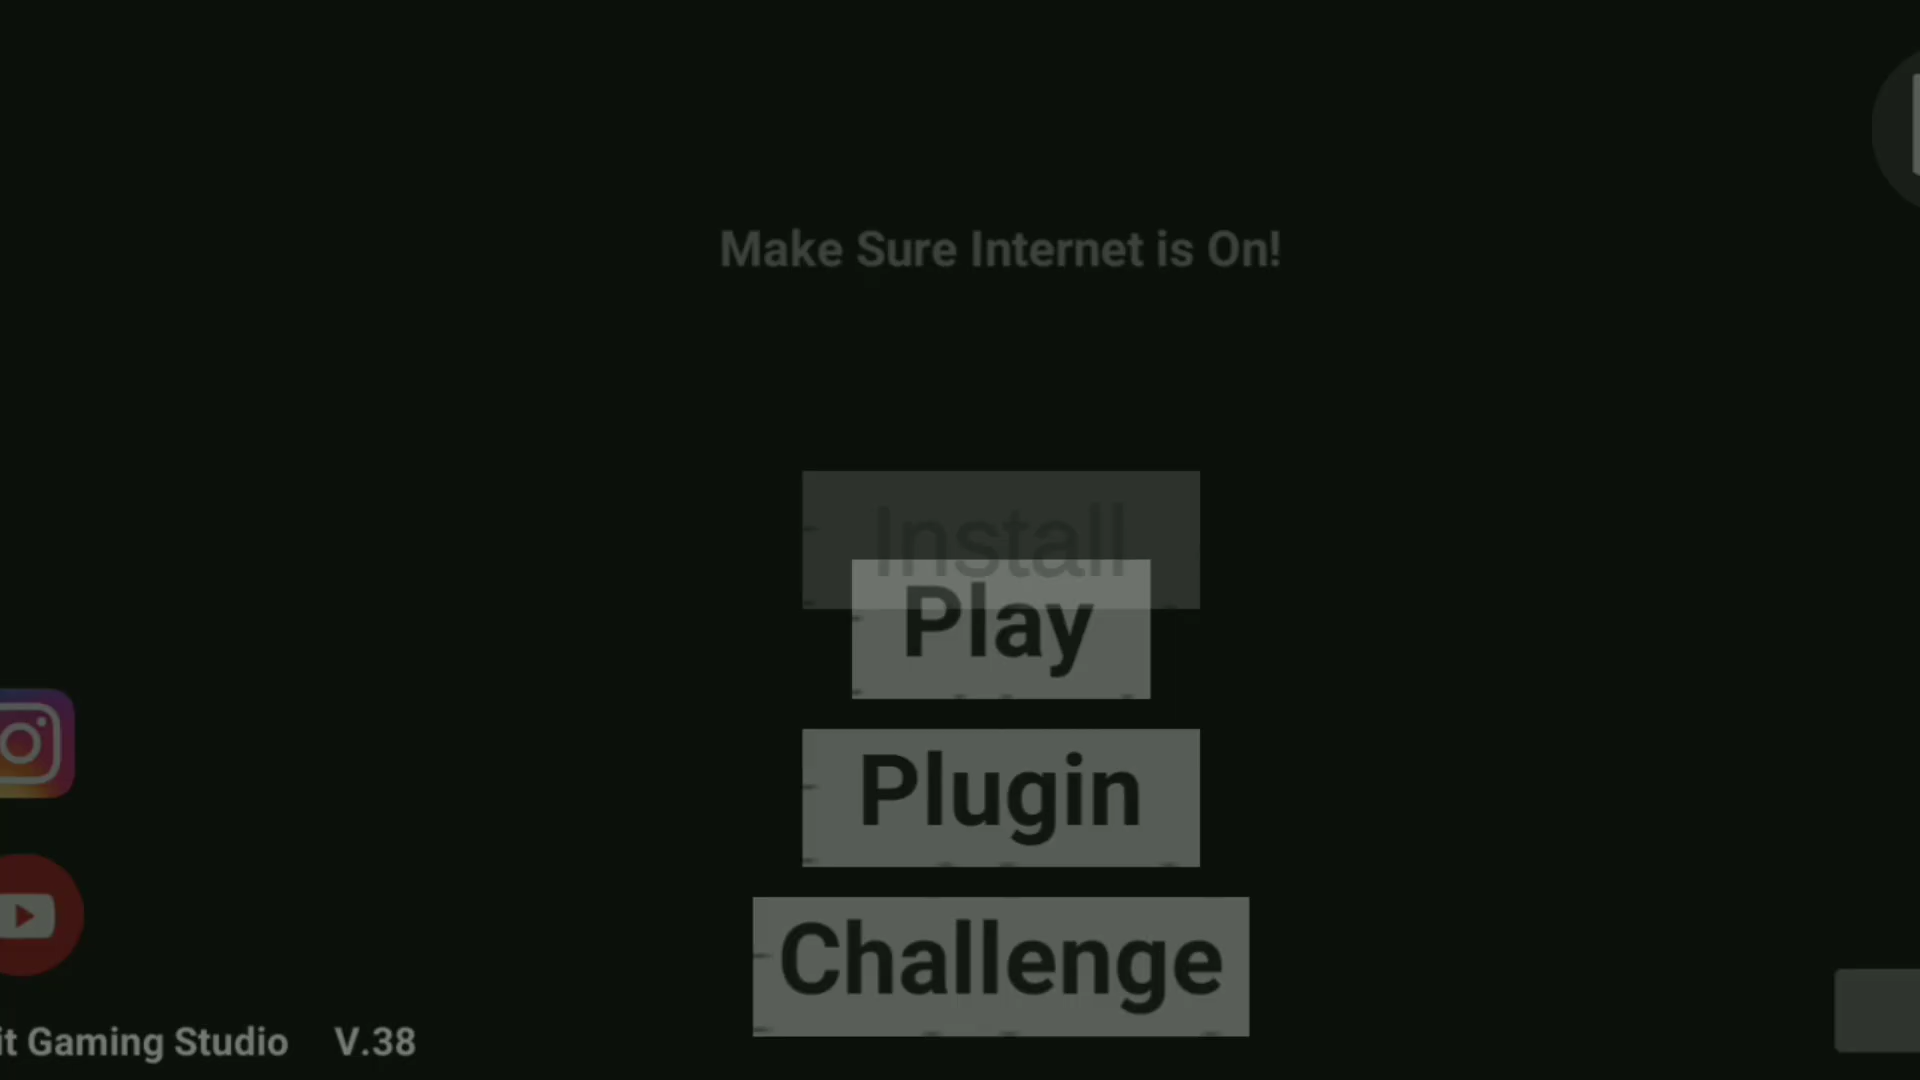 Make Sure Internet is On!
Install
Play
Plugin
Challenge
it Gaming Studio V.38